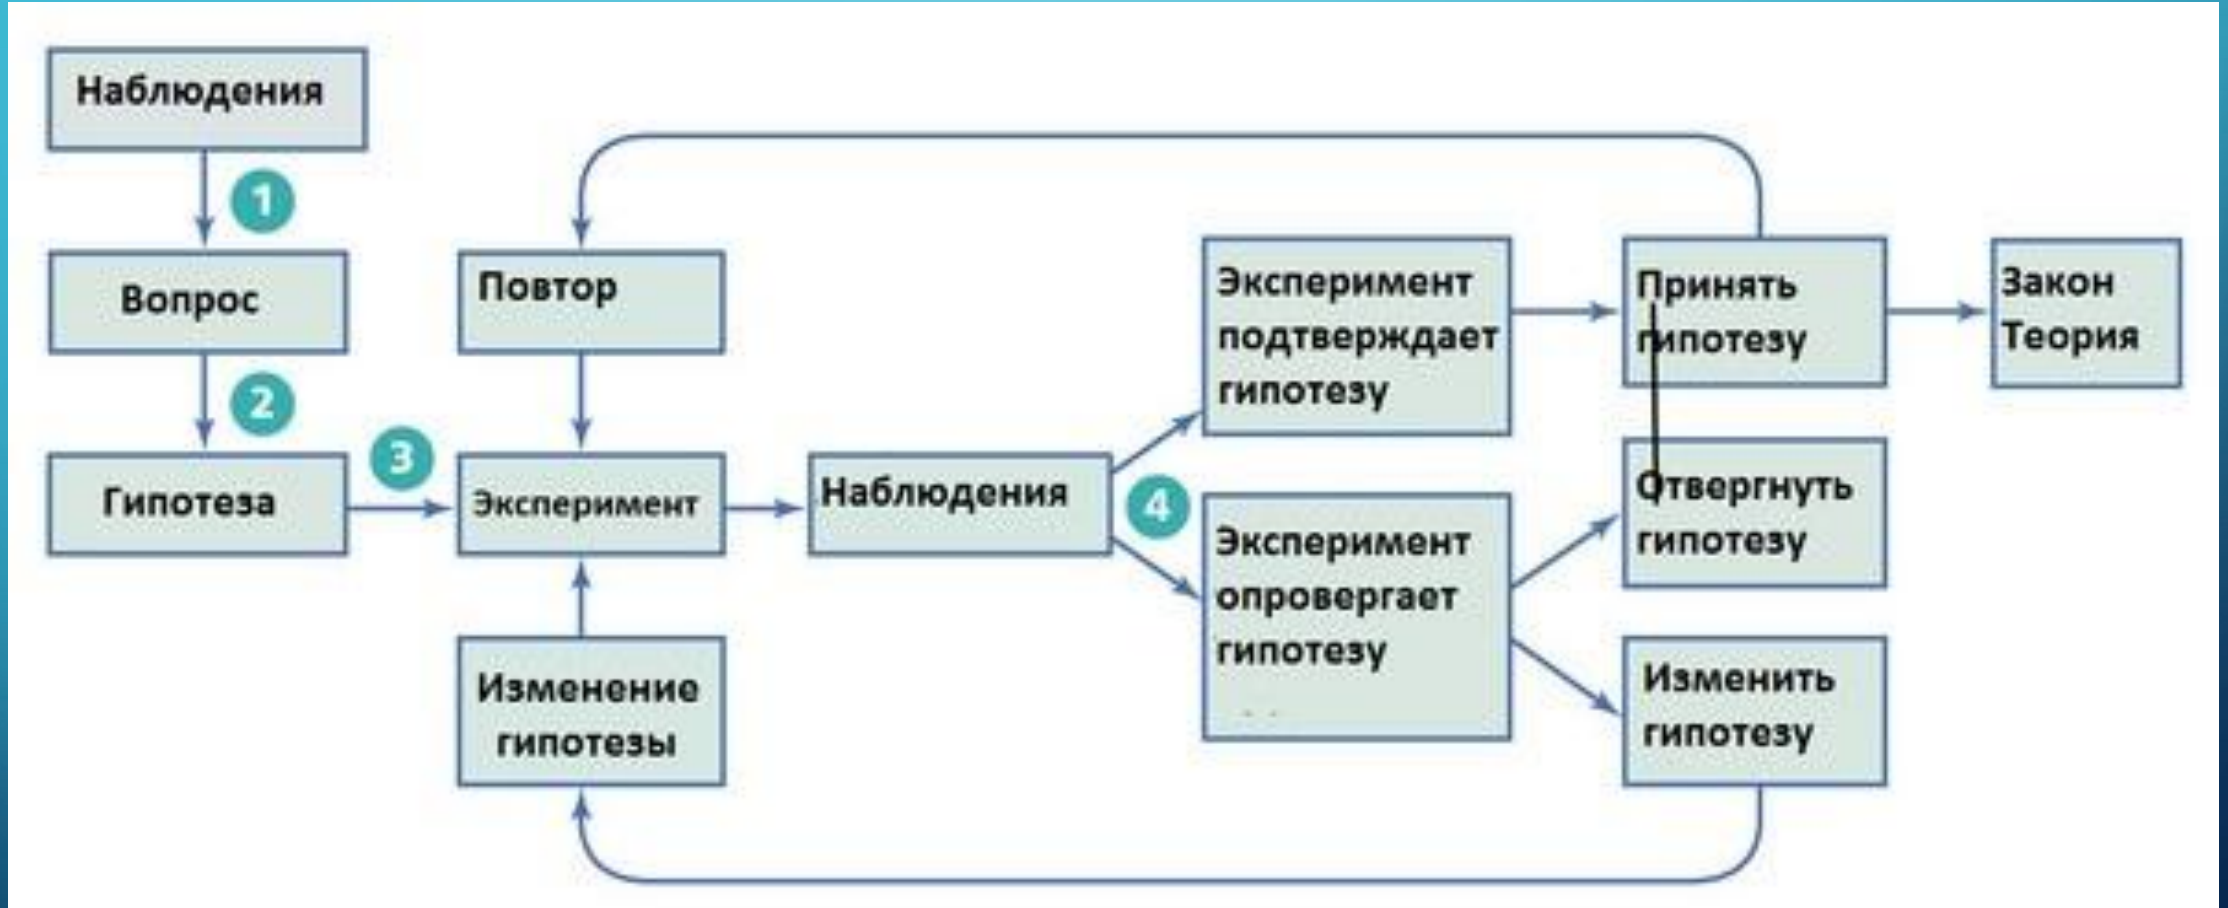 Наблюдения
1
Вопрос
2
Гипотеза
3
Повтор
Эксперимент
Изменение
гипотезы
Наблюдения
4
Эксперимент
подтверждает
гипотезу
Эксперимент
опровергает
гипотезу
Принять
гипотезу
Отвергнуть
гипотезу
Изменить
гипотезу
Закон
Теория